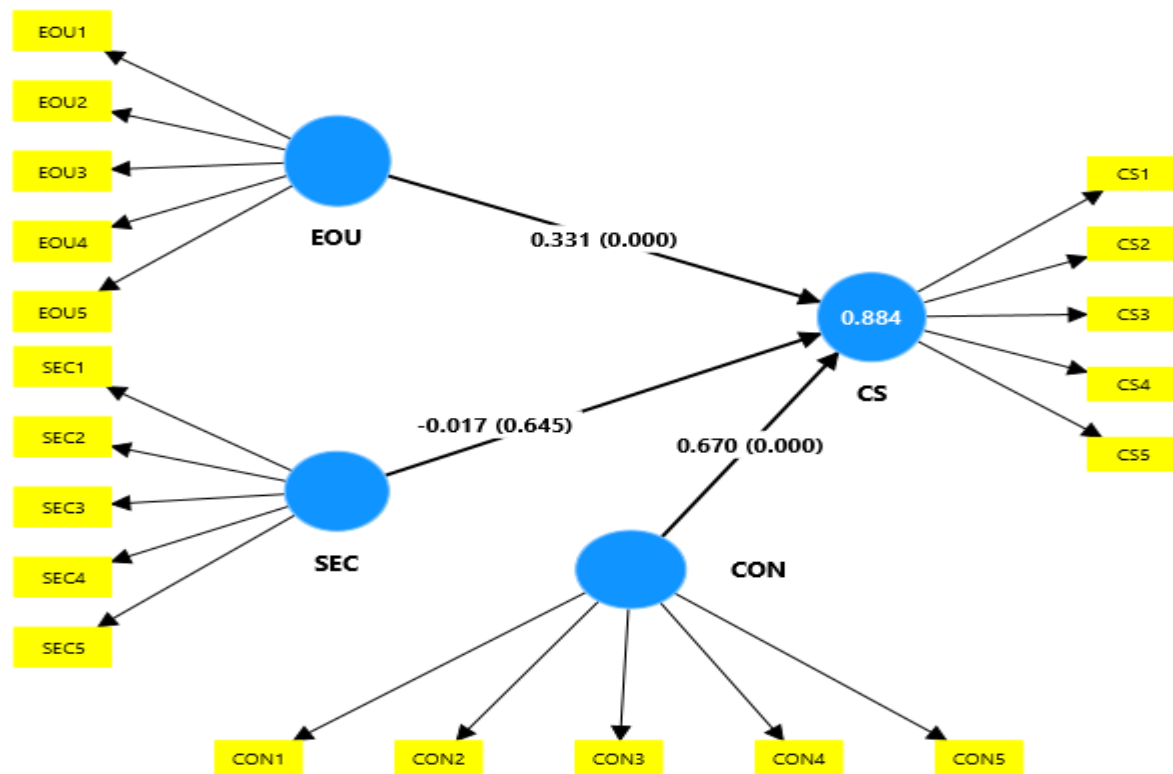 EOU1
EOU2
EOU3
EOU4
EOU5
EOU
SEC1
SEC2
SEC3
SEC4
SEC5
SEC
0.331 (0.000)
-0.017 (0.645)
0.670 (0.000)
0.884
CS
CS1
CS2
CS3
CS4
CS5
CON
CON1
CON2
CON3
CON4
CON5